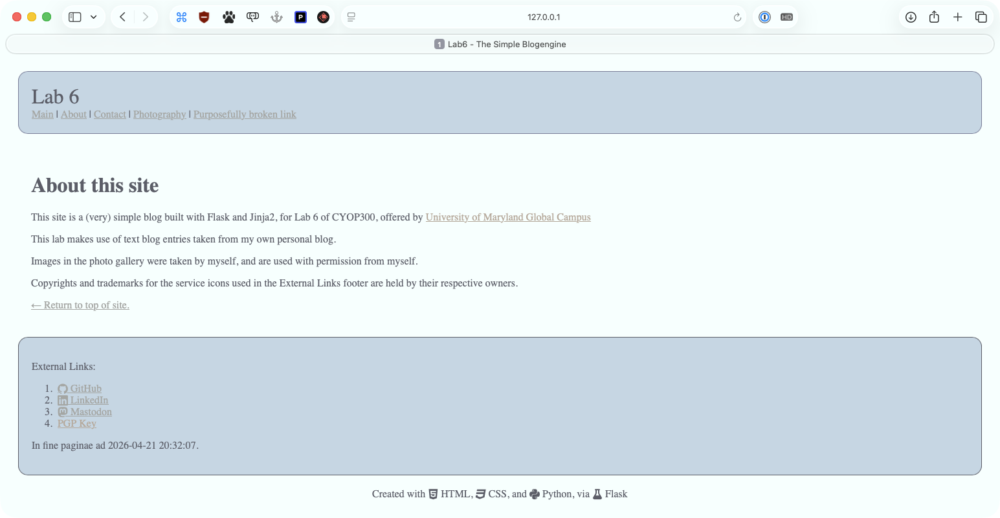 127.0.0.1
HD
1 Lab6 - The Simple Blogengine
Lab 6
Main | About | Contact | Photography | Purposefully broken link
About this site
This site is a (very) simple blog built with Flask and Jinja2, for Lab 6 of CYOP300, offered by University of Maryland Global Campus
This lab makes use of text blog entries taken from my own personal blog.
Images in the photo gallery were taken by myself, and are used with permission from myself.
Copyrights and trademarks for the service icons used in the External Links footer are held by their respective owners.
← Return to top of site.
External Links:
1. GitHub
2. LinkedIn
3. Mastodon
4. PGP Key
In fine paginae ad 2026-04-21 20:32:07.
Created with HTML, CSS, and Python, via Flask